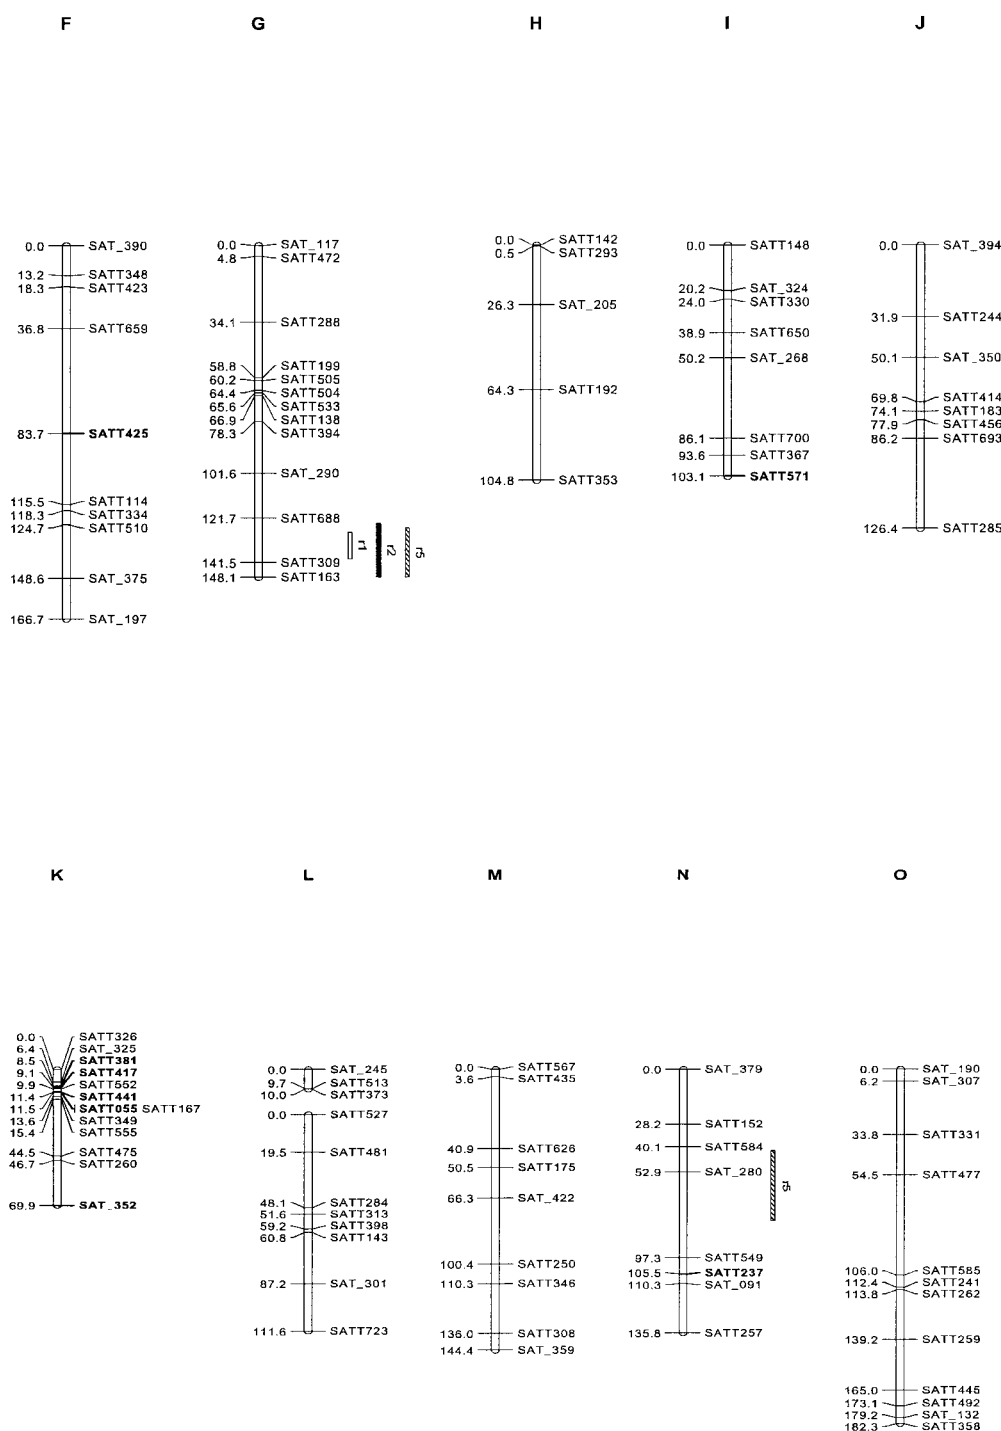 F
G
H
I
J
0.0 SAT_390
13.2 SATT348
18.3 SATT423
36.8 SATT659
83.7 SATT425
115.5 SATT114
118.3 SATT334
124.7 SATT510
148.6 SAT_375
166.7 SAT_197
0.0 SAT_117
4.8 SATT472
34.1 SATT288
58.8 SATT199
60.2 SATT505
64.4 SATT504
65.6 SATT533
66.9 SATT138
78.3 SATT394
101.6 SAT_290
121.7 SATT688
141.5 SATT309
148.1 SATT163
r1
r2
r5
0.0 SATT142
0.5 SATT293
26.3 SAT_205
64.3 SATT192
104.8 SATT353
0.0 SATT148
20.2 SAT_324
24.0 SATT330
38.9 SATT650
50.2 SAT_268
86.1 SATT700
93.6 SATT367
103.1 SATT571
0.0 SAT_394
31.9 SATT244
50.1 SAT_350
69.8 SATT414
74.1 SATT183
77.9 SATT456
86.2 SATT693
126.4 SATT285
K
L
M
N
O
0.0 SATT326
6.4 SAT_325
8.5 SATT381
9.1 SATT417
9.9 SATT552
11.4 SATT441
11.5 SATT055 SATT167
13.6 SATT349
15.4 SATT555
44.5 SATT475
46.7 SATT260
69.9 SAT_352
0.0 SAT_245
9.7 SATT513
10.0 SATT373
0.0 SATT527
19.5 SATT481
48.1 SATT284
51.6 SATT313
59.2 SATT398
60.8 SATT143
87.2 SAT_301
111.6 SATT723
0.0 SATT567
3.6 SATT435
40.9 SATT626
50.5 SATT175
66.3 SAT_422
100.4 SATT250
110.3 SATT346
136.0 SATT308
144.4 SAT_359
0.0 SAT_379
28.2 SATT152
40.1 SATT584
52.9 SAT_280
97.3 SATT549
105.5 SATT237
110.3 SAT_091
135.8 SATT257
r5
0.0 SAT_190
6.2 SAT_307
33.8 SATT331
54.5 SATT477
106.0 SATT585
112.4 SATT241
113.8 SATT262
139.2 SATT259
165.0 SATT445
173.1 SATT492
179.2 SAT_132
182.3 SATT358